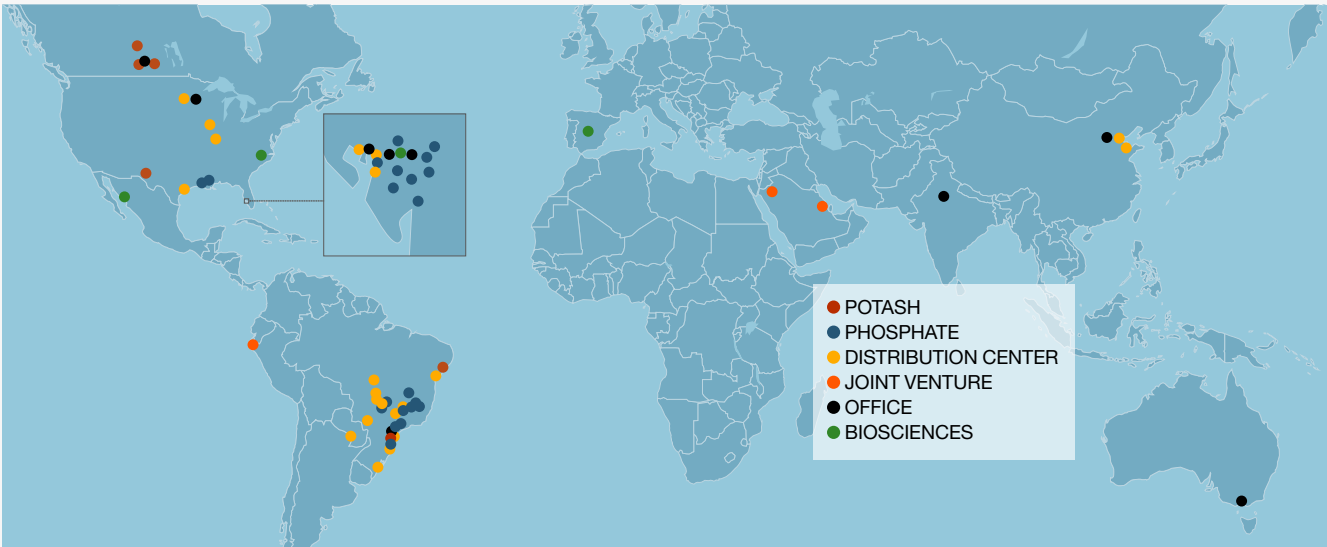 POTASH
PHOSPHATE
DISTRIBUTION CENTER
JOINT VENTURE
OFFICE
BIOSCIENCES